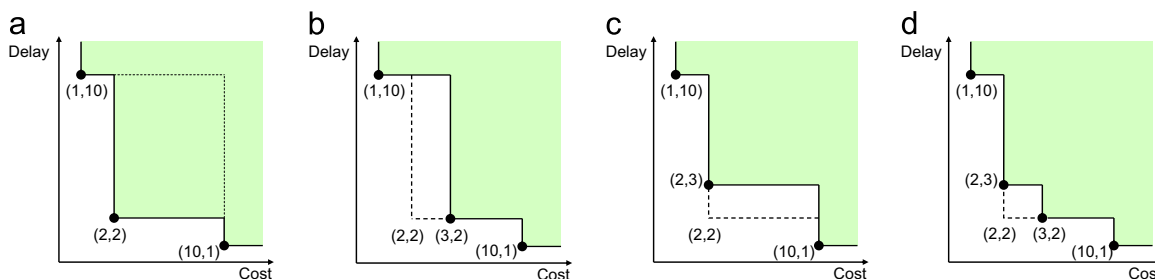 a
Delay
(1,10)
(2,2)
(10,1)
Cost
b
Delay
(1,10)
(2,2)
(3,2)
(10,1)
Cost
c
Delay
(1,10)
(2,3)
(2,2)
(10,1)
Cost
d
Delay
(1,10)
(2,3)
(2,2)
(3,2)
(10,1)
Cost